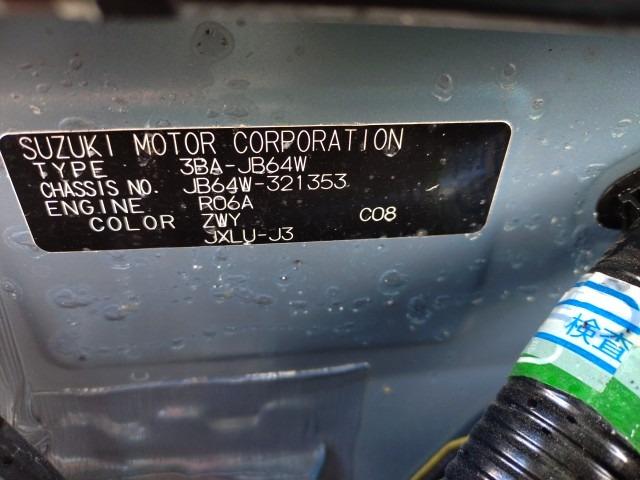 SUZUKI MOTOR CORPORATION
TYPE 3BA-JB64W
CHASSIS NO. JB64W-321353
ENGINE R06A
COLOR ZWY C08
JXLU-J3
検査